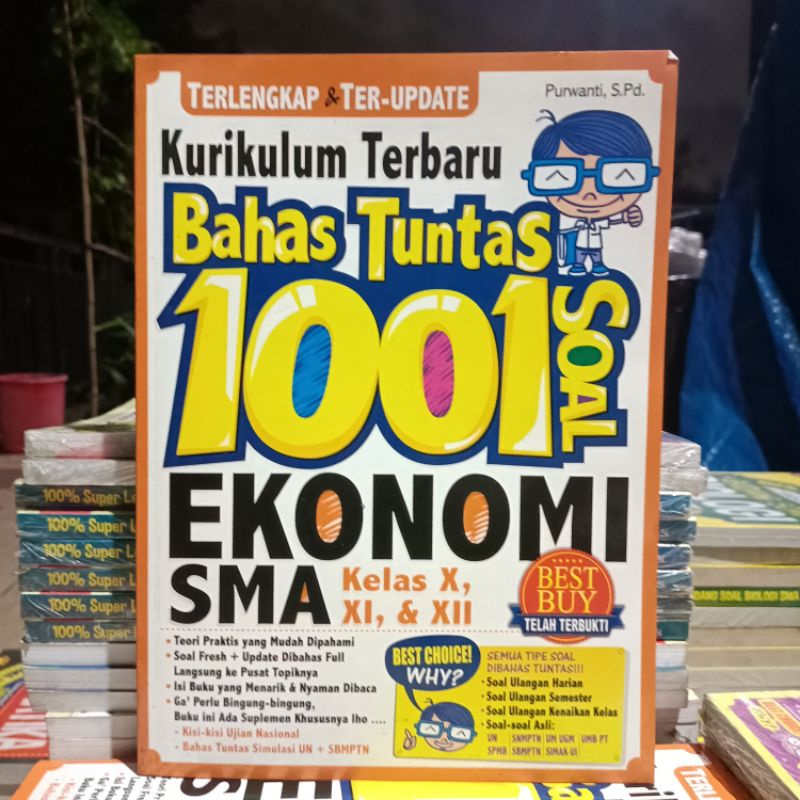 TERLENGKAP & TER-UPDATE
Purwanti, S.Pd.
Kurikulum Terbaru
Bahas Tuntas
1001
SOAL
EKONOMI
SMA
Kelas X,
XI, & XII
BEST
BUY
TELAH TERBUKTI
• Teori Praktis yang Mudah Dipahami
• Soal Fresh + Update Dibahas Full
Langsung ke Pusat Topiknya
• Isi Buku yang Menarik & Nyaman Dibaca
• Ga' Perlu Bingung-bingung,
Buku ini Ada Suplemen Khususnya lho ....
- Kisi-kisi Ujian Nasional
- Bahas Tuntas Simulasi UN + SBMPTN
BEST CHOICE!
WHY?
SEMUA TIPE SOAL
DIBAHAS TUNTAS!!!
• Soal Ulangan Harian
• Soal Ulangan Semester
• Soal Ulangan Kenaikan Kelas
• Soal-soal Asli:
UN | SNMPTN | UM UGM | UMB PT
SPMB | SBMPTN | SIMAK UI
100% Super Le
100% Super L
100% Super L
100% Super
100% Super L
100% Super
SOAL BIOLOGI SMA
TERL